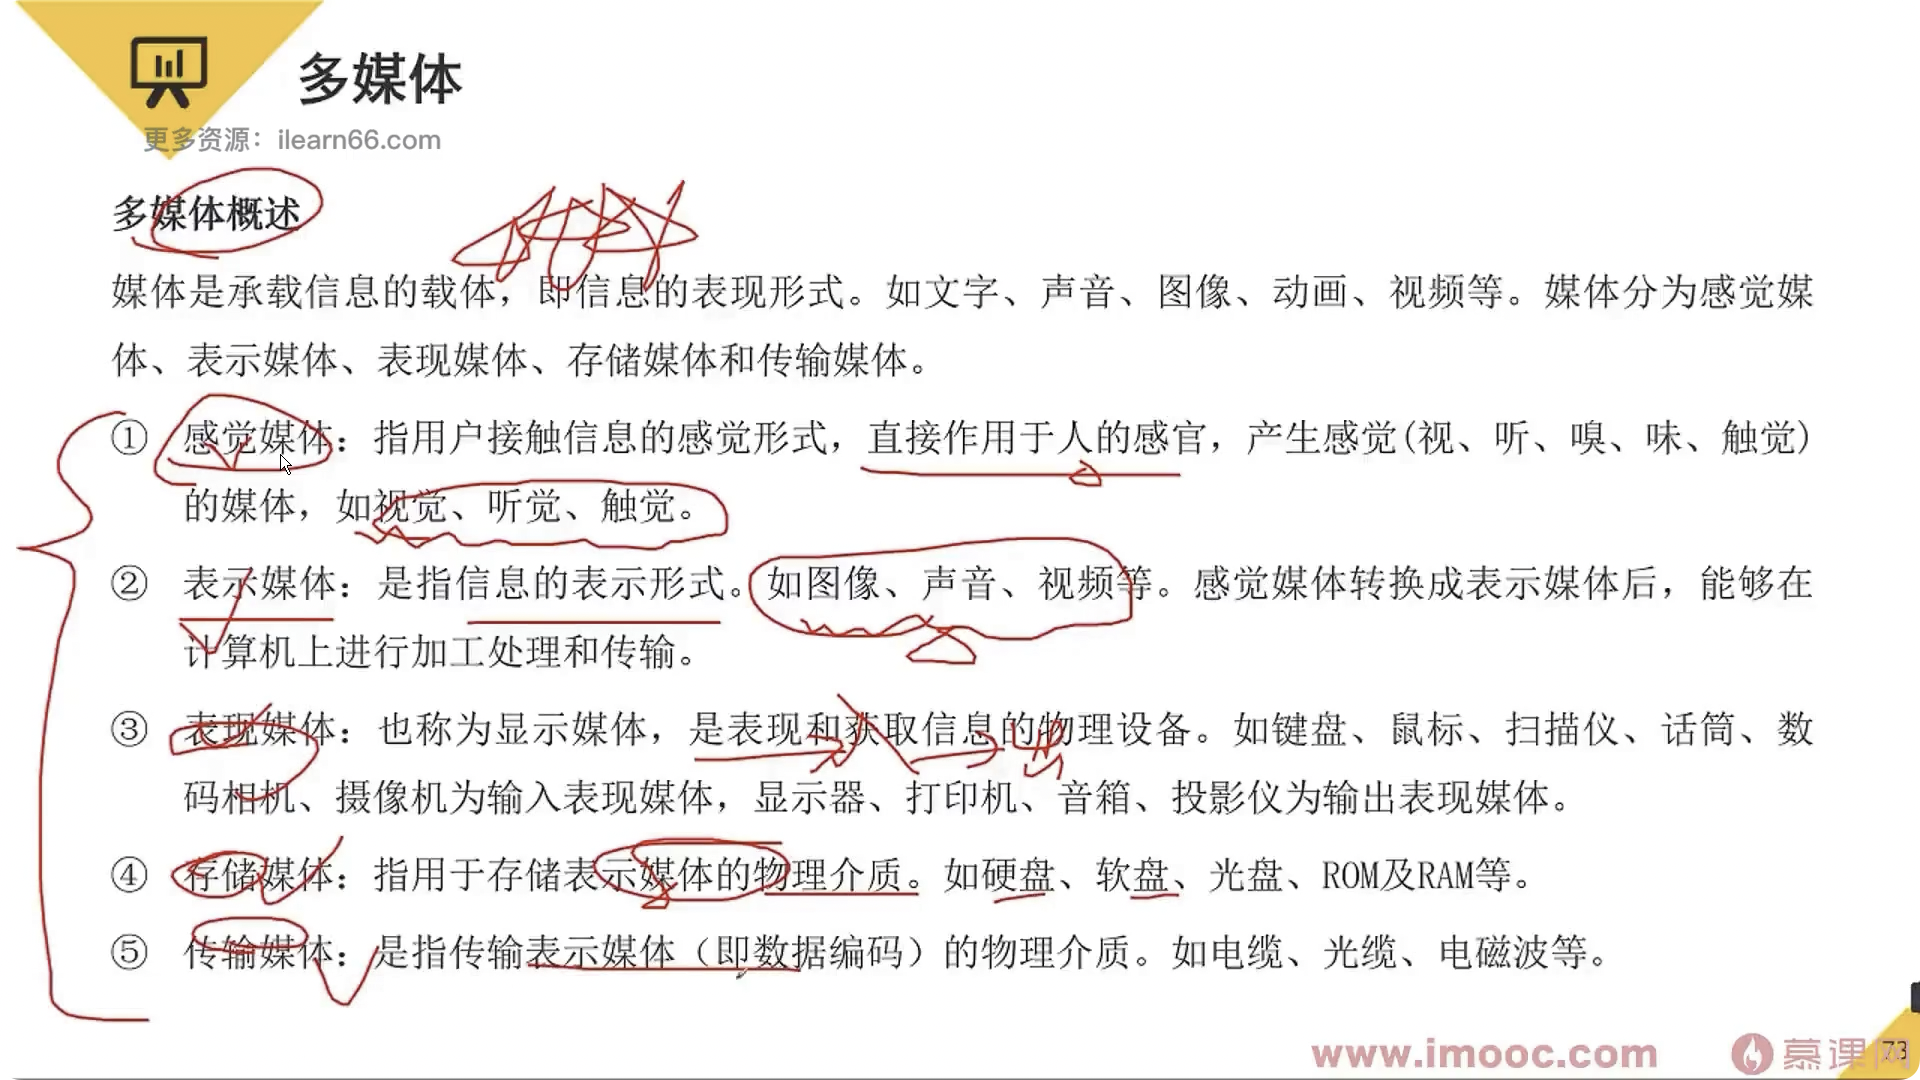 多媒体
更多资源：ilearn66.com
多媒体概述
媒体是承载信息的载体，即信息的表现形式。如文字、声音、图像、动画、视频等。媒体分为感觉媒
体、表示媒体、表现媒体、存储媒体和传输媒体。
① 感觉媒体：指用户接触信息的感觉形式，直接作用于人的感官，产生感觉(视、听、嗅、味、触觉)
的媒体，如视觉、听觉、触觉。
② 表示媒体：是指信息的表示形式。如图像、声音、视频等。感觉媒体转换成表示媒体后，能够在
计算机上进行加工处理和传输。
③ 表现媒体：也称为显示媒体，是表现和获取信息的物理设备。如键盘、鼠标、扫描仪、话筒、数
码相机、摄像机为输入表现媒体，显示器、打印机、音箱、投影仪为输出表现媒体。
④ 存储媒体：指用于存储表示媒体的物理介质。如硬盘、软盘、光盘、ROM及RAM等。
⑤ 传输媒体：是指传输表示媒体（即数据编码）的物理介质。如电缆、光缆、电磁波等。
www.imooc.com 慕课网 73